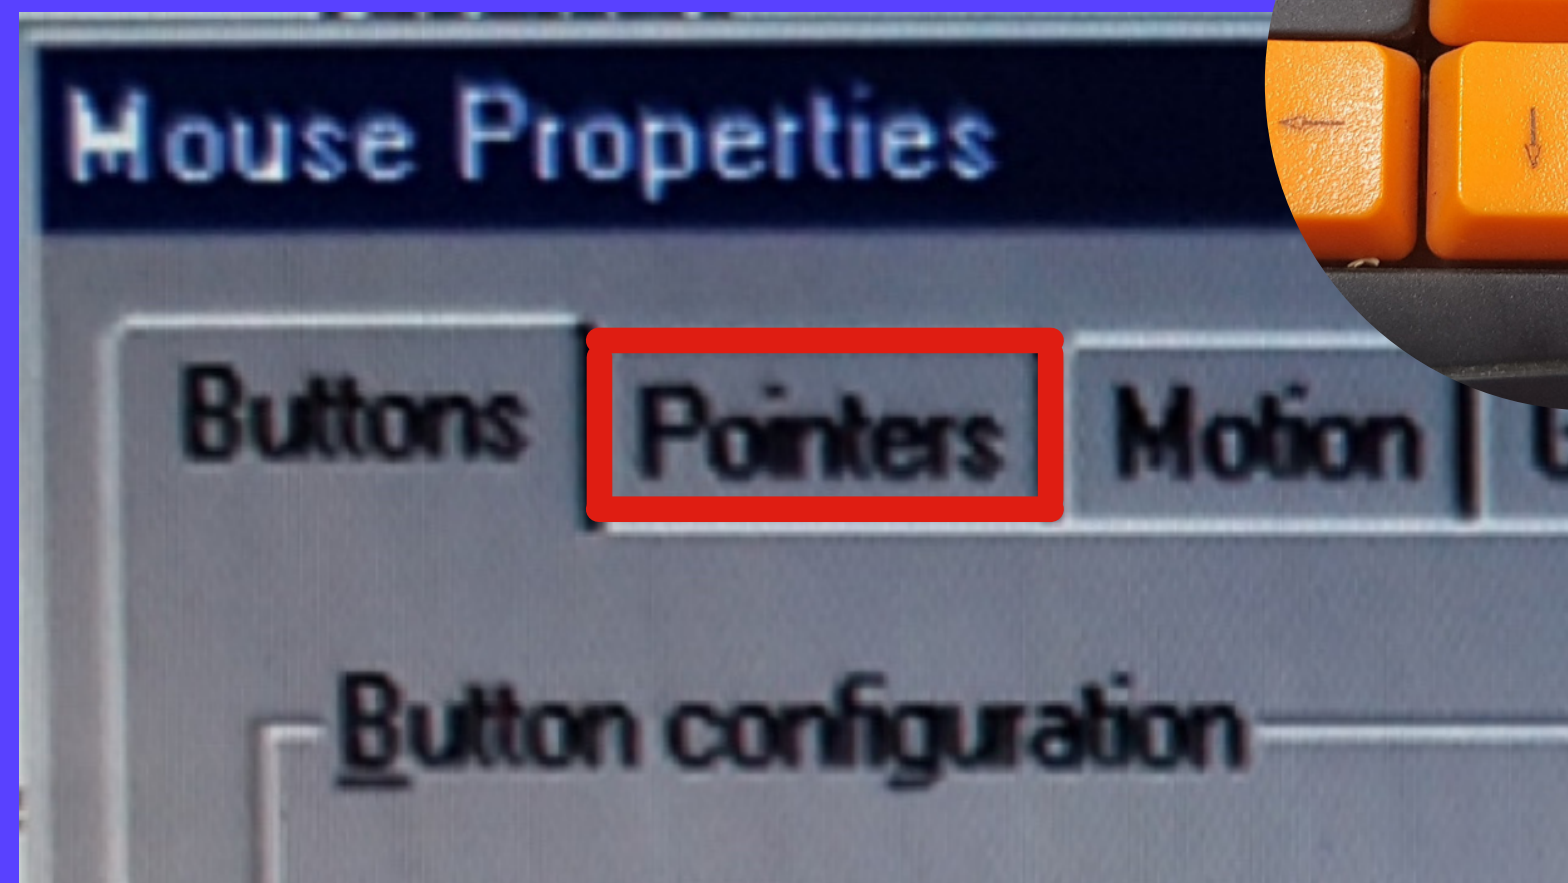 Mouse Properties
Buttons Pointers Motion
Button configuration